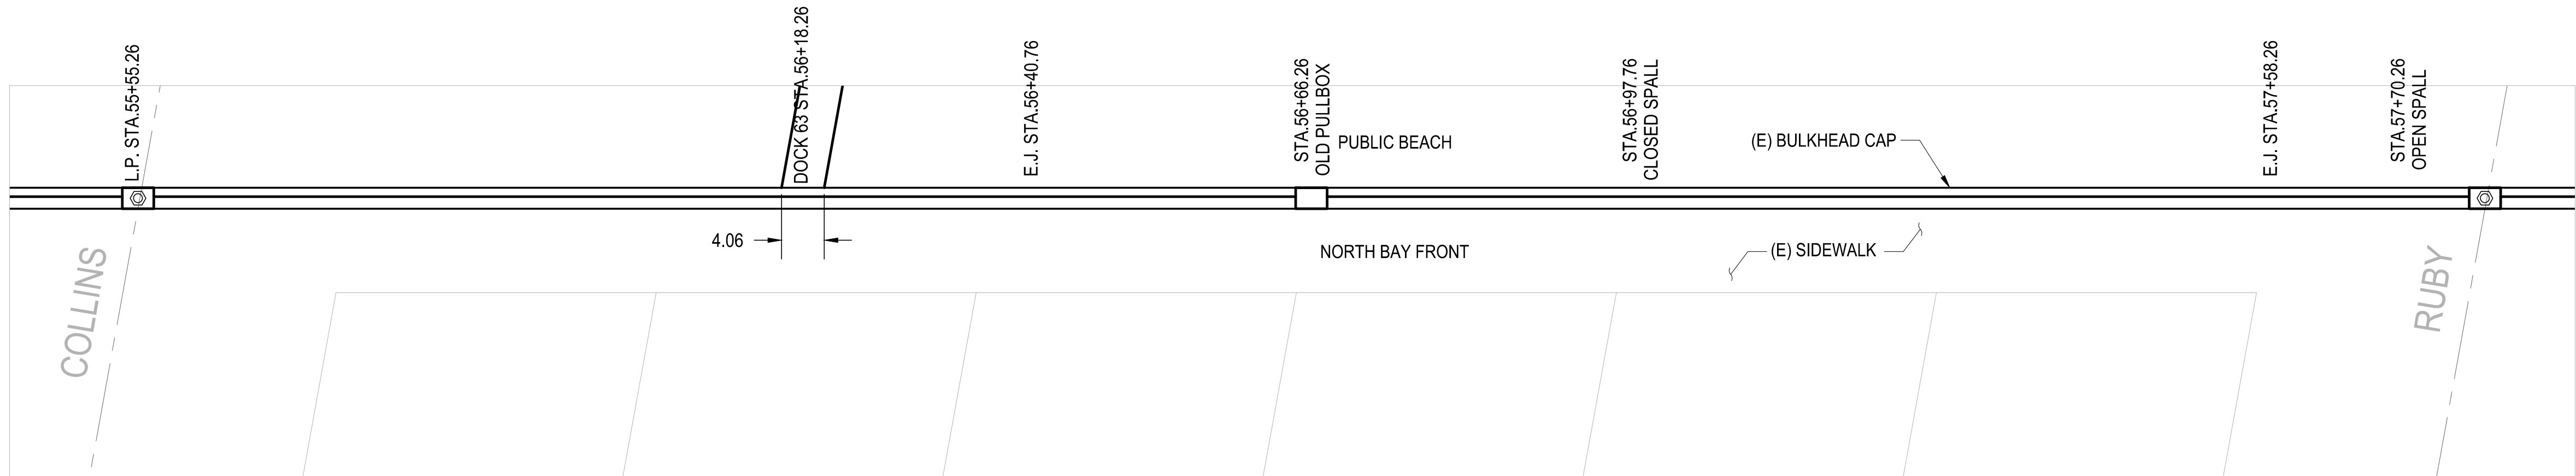 L.P. STA.55+55.26
DOCK 63 STA.56+18.26
E.J. STA.56+40.76
STA.56+66.26
OLD PULLBOX
PUBLIC BEACH
STA.56+97.76
CLOSED SPALL
(E) BULKHEAD CAP
E.J. STA.57+58.26
STA.57+70.26
OPEN SPALL
4.06
NORTH BAY FRONT
(E) SIDEWALK
COLLINS
RUBY